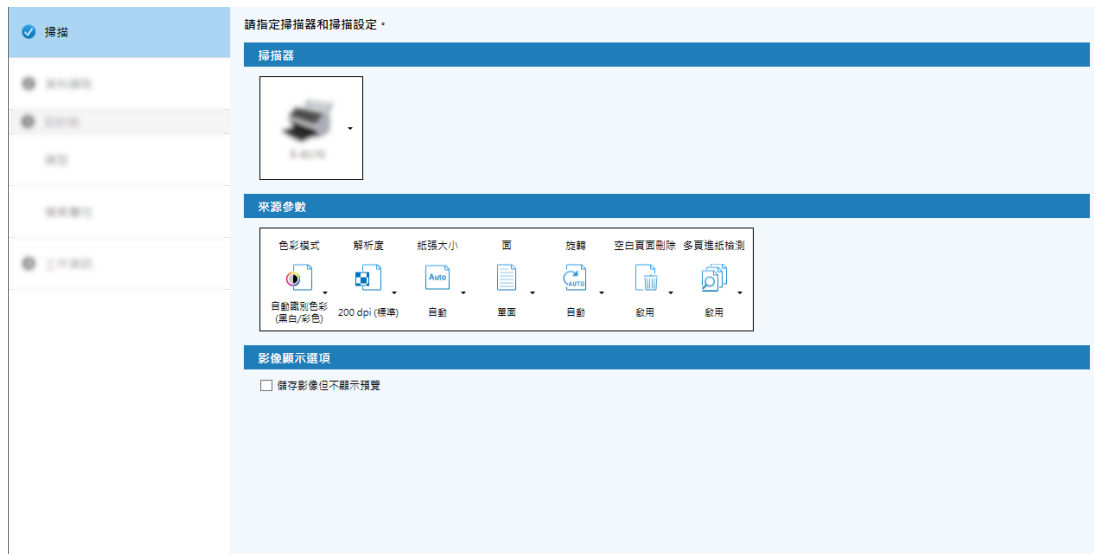 掃描
請指定掃描器和掃描設定。
掃描器
來源參數
色彩模式 解析度 紙張大小 面 旋轉 空白頁面刪除 多頁進紙檢測
Auto AUTO
自動識別色彩 200 dpi (標準) 自動 單面 自動 啟用 啟用
(黑白/彩色)
影像顯示選項
儲存影像但不顯示預覽